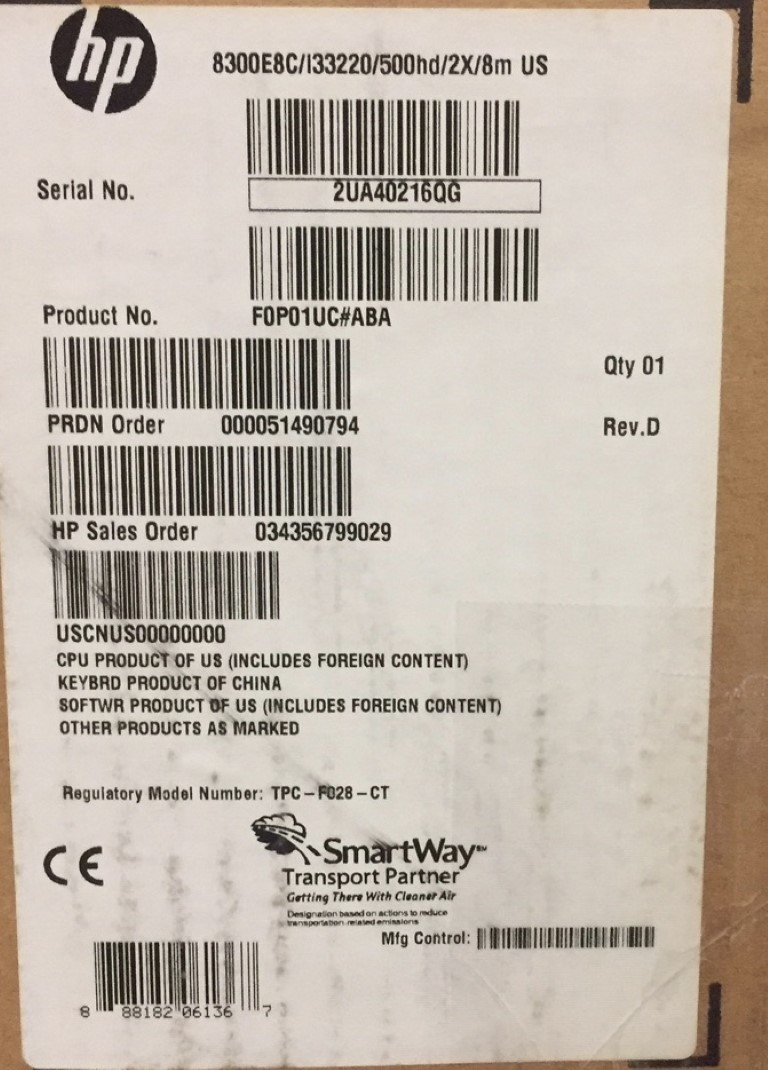 hp
8300E8C/I33220/500hd/2X/8m US
Serial No.
2UA40216QG
Product No.
F0P01UC#ABA
Qty 01
PRDN Order 000051490794
Rev.D
HP Sales Order 034356799029
USCNUS00000000
CPU PRODUCT OF US (INCLUDES FOREIGN CONTENT)
KEYBRD PRODUCT OF CHINA
SOFTWR PRODUCT OF US (INCLUDES FOREIGN CONTENT)
OTHER PRODUCTS AS MARKED
Regulatory Model Number: TPC-F028-CT
CE
SmartWay™
Transport Partner
Getting There With Cleaner Air
Designation based on actions to reduce
transportation-related emissions
Mfg Control:
8 88182 06136 7